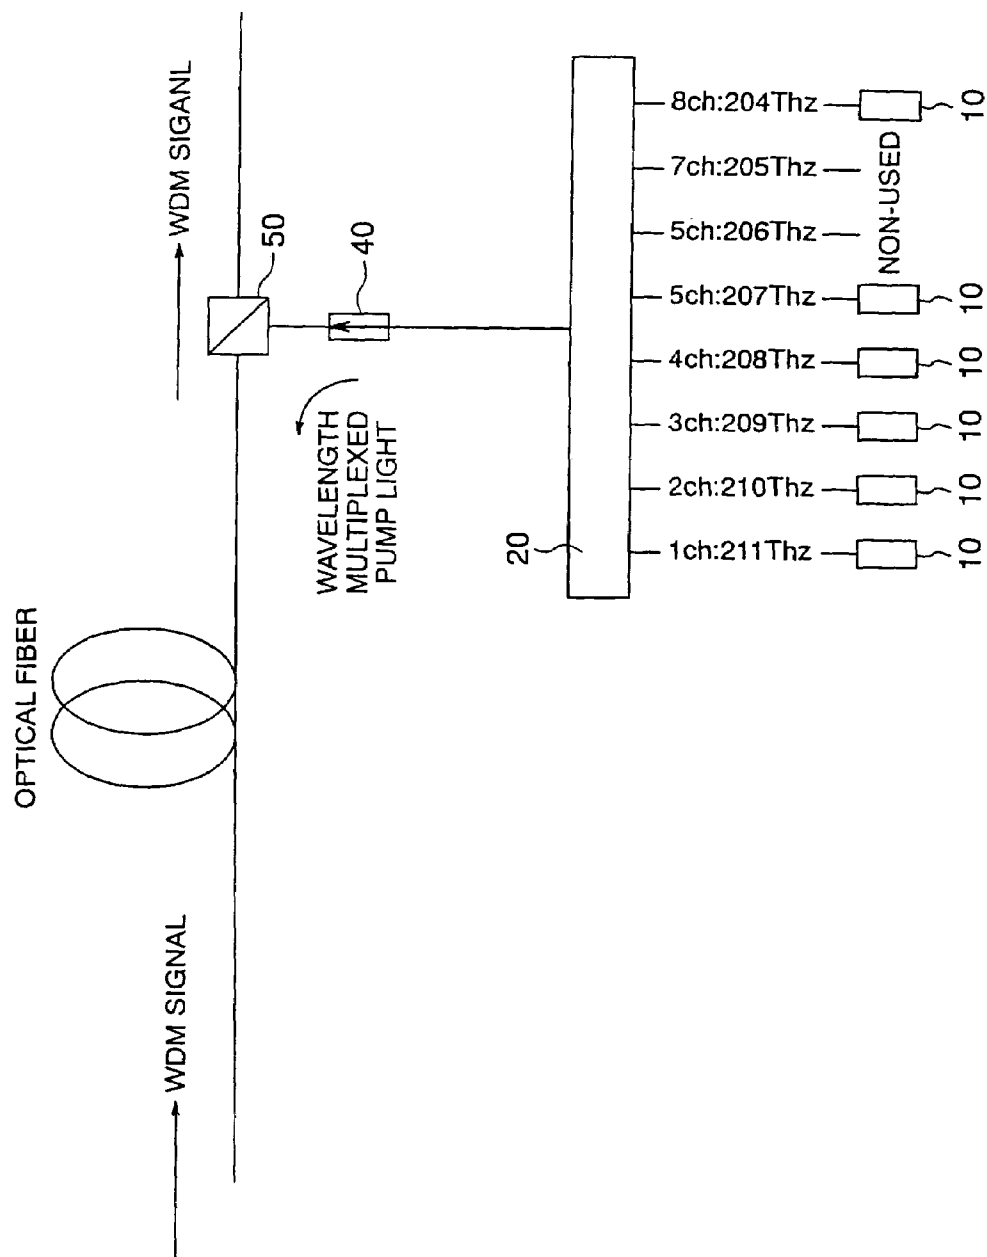 OPTICAL FIBER
WDM SIGNAL
WDM SIGANL
50
40
WAVELENGTH
MULTIPLEXED
PUMP LIGHT
20
8ch:204Thz
10
7ch:205Thz
5ch:206Thz
NON-USED
5ch:207Thz
10
4ch:208Thz
10
3ch:209Thz
10
2ch:210Thz
10
1ch:211Thz
10